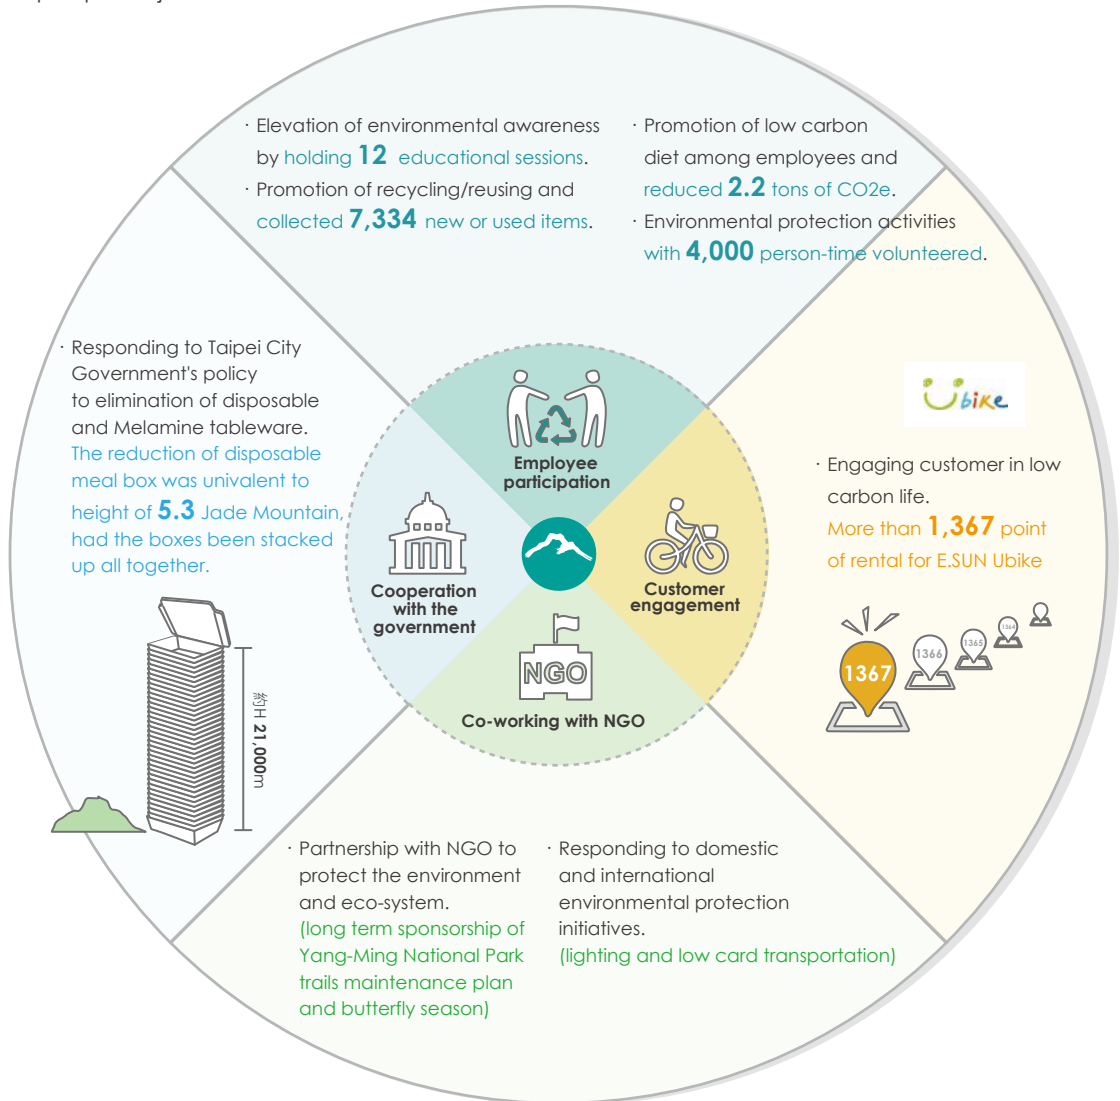 · Elevation of environmental awareness
by holding 12 educational sessions.
· Promotion of recycling/reusing and
collected 7,334 new or used items.
· Promotion of low carbon
diet among employees and
reduced 2.2 tons of CO2e.
· Environmental protection activities
with 4,000 person-time volunteered.
· Responding to Taipei City
Government's policy
to elimination of disposable
and Melamine tableware.
The reduction of disposable
meal box was univalent to
height of 5.3 Jade Mountain,
had the boxes been stacked
up all together.
約H 21,000m
Employee
participation
Cooperation
with the
government
Customer
engagement
NGO
Co-working with NGO
Ubike
· Engaging customer in low
carbon life.
More than 1,367 point
of rental for E.SUN Ubike
1367
1366
1365
1364
· Partnership with NGO to
protect the environment
and eco-system.
(long term sponsorship of
Yang-Ming National Park
trails maintenance plan
and butterfly season)
· Responding to domestic
and international
environmental protection
initiatives.
(lighting and low card transportation)